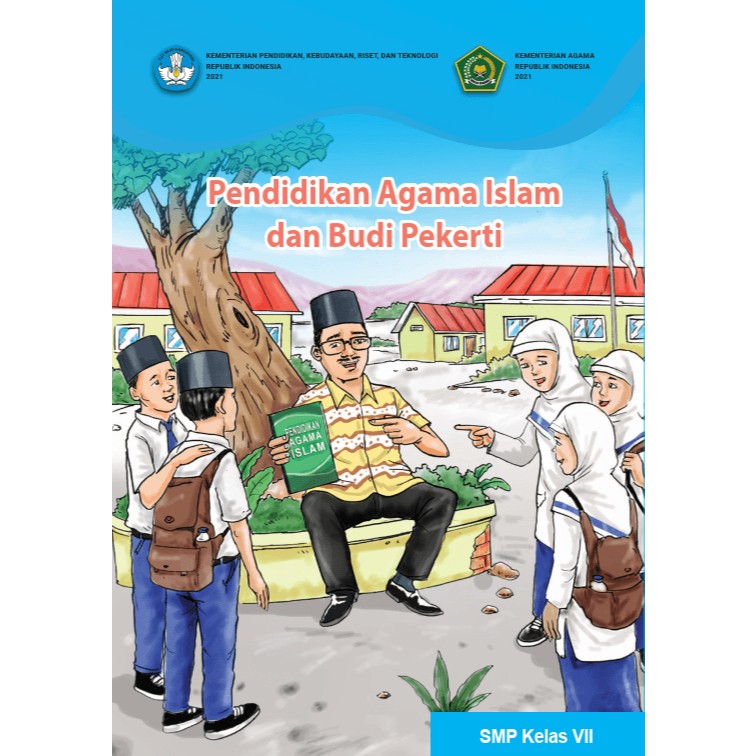 KEMENTERIAN PENDIDIKAN, KEBUDAYAAN, RISET, DAN TEKNOLOGI
REPUBLIK INDONESIA
2021
KEMENTERIAN AGAMA
REPUBLIK INDONESIA
2021
Pendidikan Agama Islam
dan Budi Pekerti
PENDIDIKAN
AGAMA
ISLAM
SMP Kelas VII